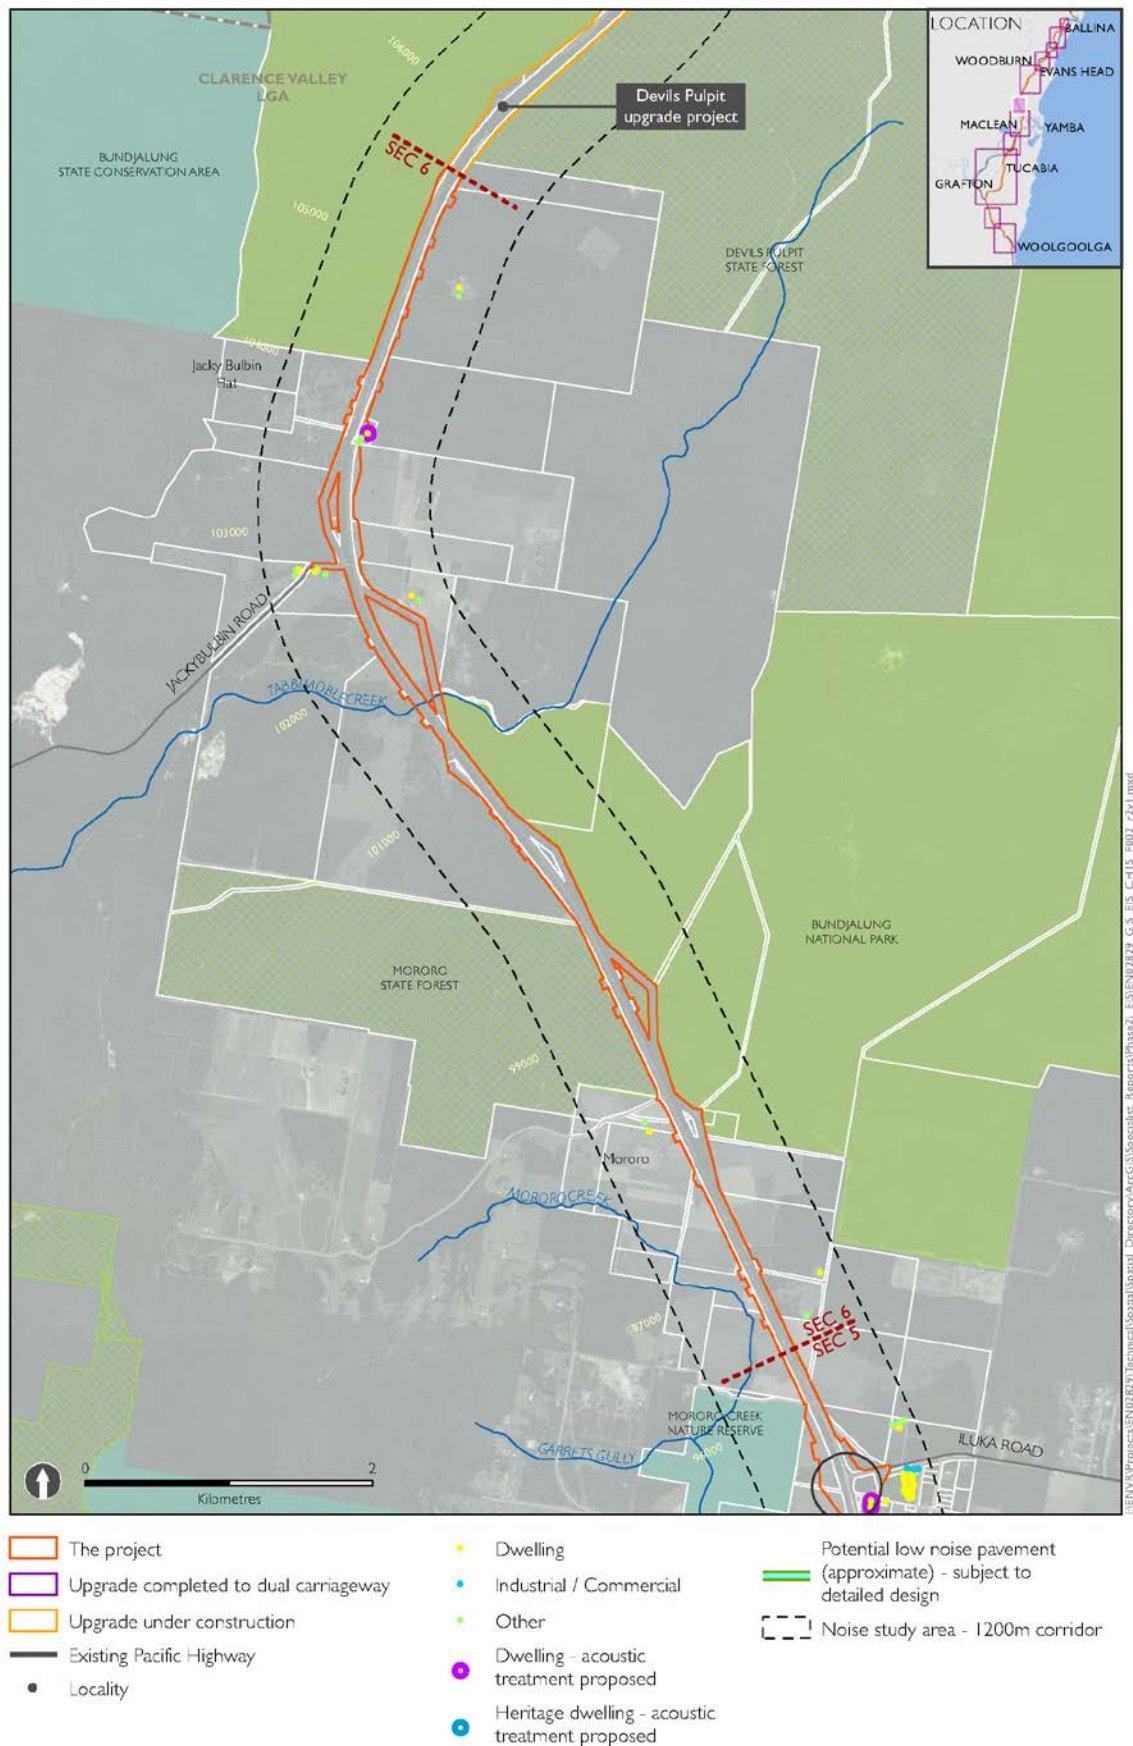 LOCATION
BALLINA
WOODBURN
EVANS HEAD
MACLEAN
YAMBA
TUCABIA
GRAFTON
WOOLGOOLGA
106000
CLARENCE VALLEY
LGA
Devils Pulpit
upgrade project
BUNDJALUNG
STATE CONSERVATION AREA
SEC 6
105000
DEVILS PULPIT
STATE FOREST
104000
Jacky Bulbin
Flat
103000
JACKYBULBIN ROAD
TABBIMOBLE CREEK
102000
101000
BUNDJALUNG
NATIONAL PARK
MORORO
STATE FOREST
99000
Mororo
MORORO CREEK
97000
SEC 6
SEC 5
MORORO CREEK
NATURE RESERVE
ILUKA ROAD
GARRETS GULLY
96000
0
2
Kilometres
The project
Upgrade completed to dual carriageway
Upgrade under construction
Existing Pacific Highway
Locality
Dwelling
Industrial / Commercial
Other
Dwelling - acoustic
treatment proposed
Heritage dwelling - acoustic
treatment proposed
Potential low noise pavement
(approximate) - subject to
detailed design
Noise study area - 1200m corridor